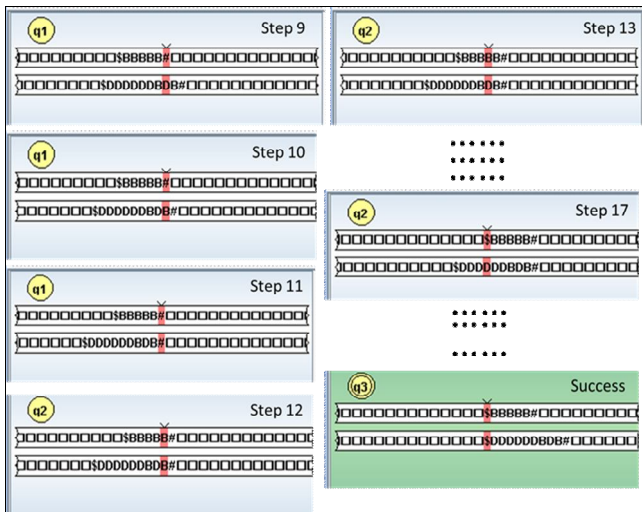 q1 Step 9
$BBBBB#
$DDDDDDBDB#
q1 Step 10
$BBBBB#
$DDDDDDBDB#
q1 Step 11
$BBBBB#
$DDDDDDBDB#
q2 Step 12
$BBBBB#
$DDDDDDBDB#
q2 Step 13
$BBBBB#
$DDDDDDBDB#
q2 Step 17
$BBBBB#
$DDDDDDBDB#
q3 Success
$BBBBB#
$DDDDDDBDB#